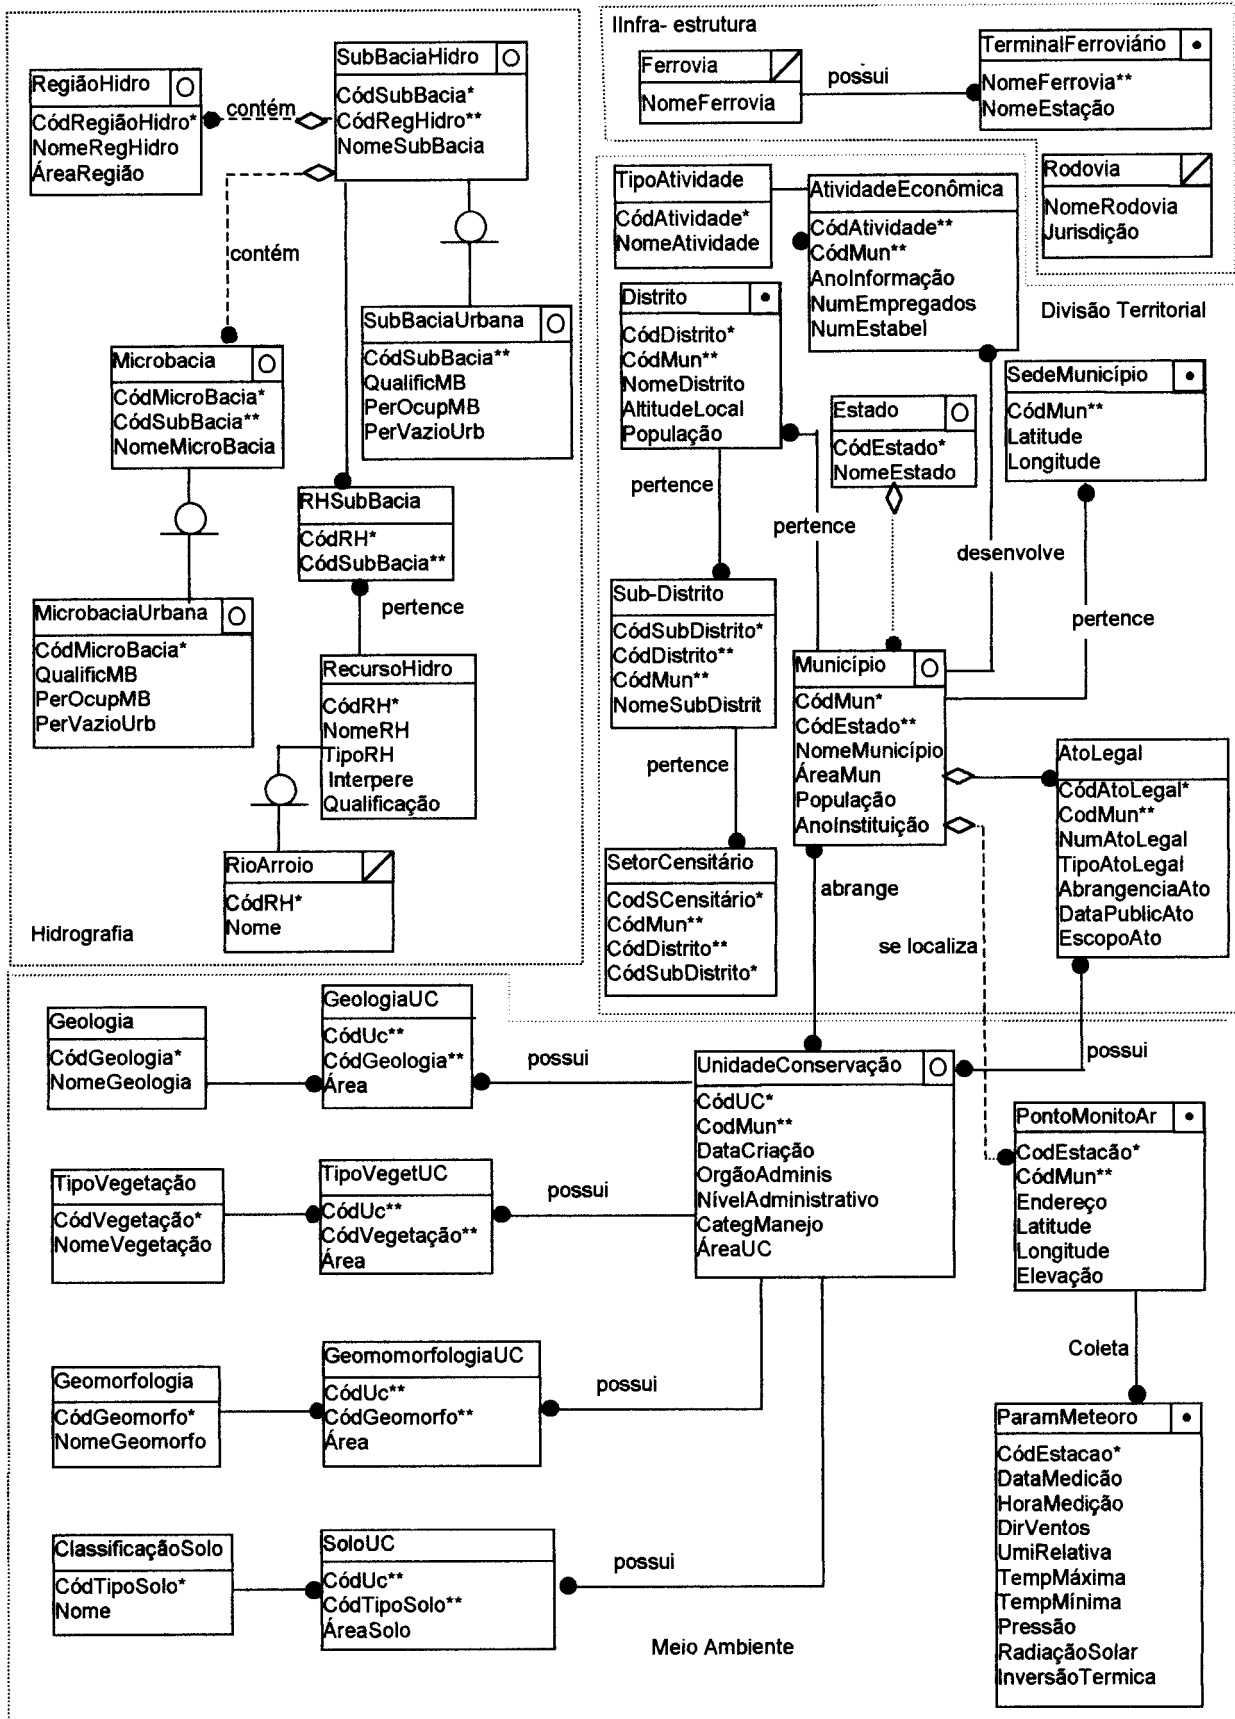 RegiãoHidro
CódRegiãoHidro*
NomeRegHidro
ÁreaRegião
contém
SubBaciaHidro
CódSubBacia*
CódRegHidro**
NomeSubBacia
contém
SubBaciaUrbana
CódSubBacia**
QualificMB
PerOcupMB
PerVazioUrb
Microbacia
CódMicroBacia*
CódSubBacia**
NomeMicroBacia
RHSubBacia
CódRH*
CódSubBacia**
pertence
MicrobaciaUrbana
CódMicroBacia*
QualificMB
PerOcupMB
PerVazioUrb
RecursoHidro
CódRH*
NomeRH
TipoRH
Interpere
Qualificação
RioArroio
CódRH*
Nome
Hidrografia
IInfra- estrutura
Ferrovia
NomeFerrovia
possui
TerminalFerroviário
NomeFerrovia**
NomeEstação
Rodovia
NomeRodovia
Jurisdição
Divisão Territorial
TipoAtividade
CódAtividade*
NomeAtividade
AtividadeEconômica
CódAtividade**
CódMun**
AnoInformação
NumEmpregados
NumEstabel
Distrito
CódDistrito*
CódMun**
NomeDistrito
AltitudeLocal
População
Estado
CódEstado*
NomeEstado
SedeMunicípio
CódMun**
Latitude
Longitude
pertence
pertence
desenvolve
pertence
Sub-Distrito
CódSubDistrito*
CódDistrito**
CódMun**
NomeSubDistrit
pertence
Município
CódMun*
CódEstado**
NomeMunicípio
ÁreaMun
População
AnoInstituição
AtoLegal
CódAtoLegal*
CodMun**
NumAtoLegal
TipoAtoLegal
AbrangenciaAto
DataPublicAto
EscopoAto
SetorCensitário
CodSCensitário*
CódMun**
CódDistrito**
CódSubDistrito*
abrange
se localiza
possui
Geologia
CódGeologia*
NomeGeologia
GeologiaUC
CódUc**
CódGeologia**
Área
possui
UnidadeConservação
CódUC*
CodMun**
DataCriação
OrgãoAdminis
NívelAdministrativo
CategManejo
ÁreaUC
PontoMonitoAr
CodEstacão*
CódMun**
Endereço
Latitude
Longitude
Elevação
TipoVegetação
CódVegetação*
NomeVegetação
TipoVegetUC
CódUc**
CódVegetação**
Área
possui
Coleta
Geomorfologia
CódGeomorfo*
NomeGeomorfo
GeomomorfologiaUC
CódUc**
CódGeomorfo**
Área
possui
ParamMeteoro
CódEstacao*
DataMedicão
HoraMedição
DirVentos
UmiRelativa
TempMáxima
TempMínima
Pressão
RadiaçãoSolar
InversãoTermica
ClassificaçãoSolo
CódTipoSolo*
Nome
SoloUC
CódUc**
CódTipoSolo**
ÁreaSolo
possui
Meio Ambiente